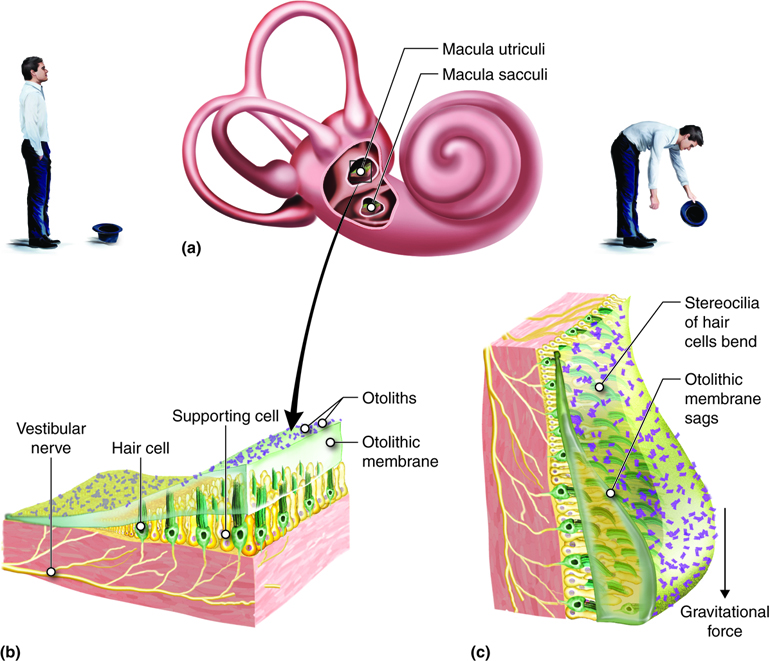 Macula utriculi
Macula sacculi
(a)
Stereocilia
of hair
cells bend
Otolithic
membrane
sags
Otoliths
Supporting cell
Vestibular
nerve
Hair cell
Otolithic
membrane
Gravitational
force
(b)
(c)